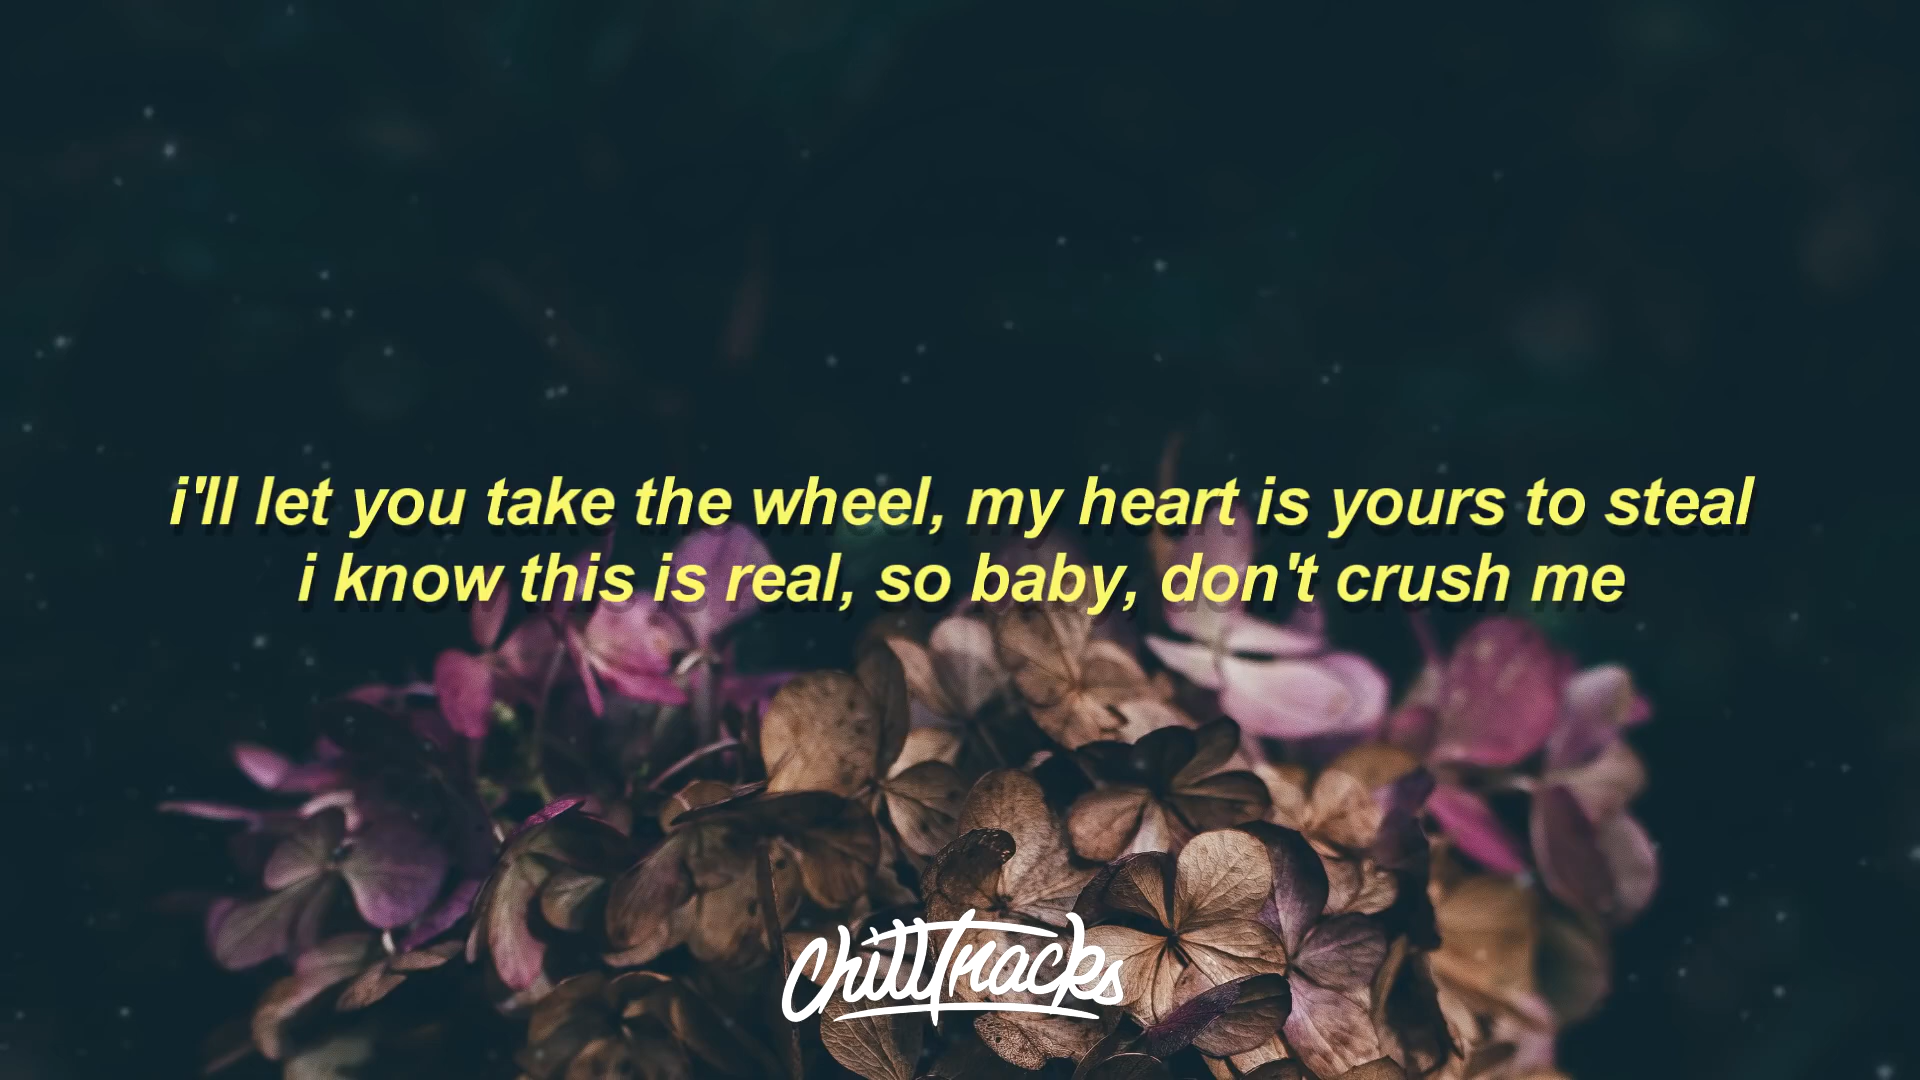 i'll let you take the wheel, my heart is yours to steal
i know this is real, so baby, don't crush me
ChillTracks